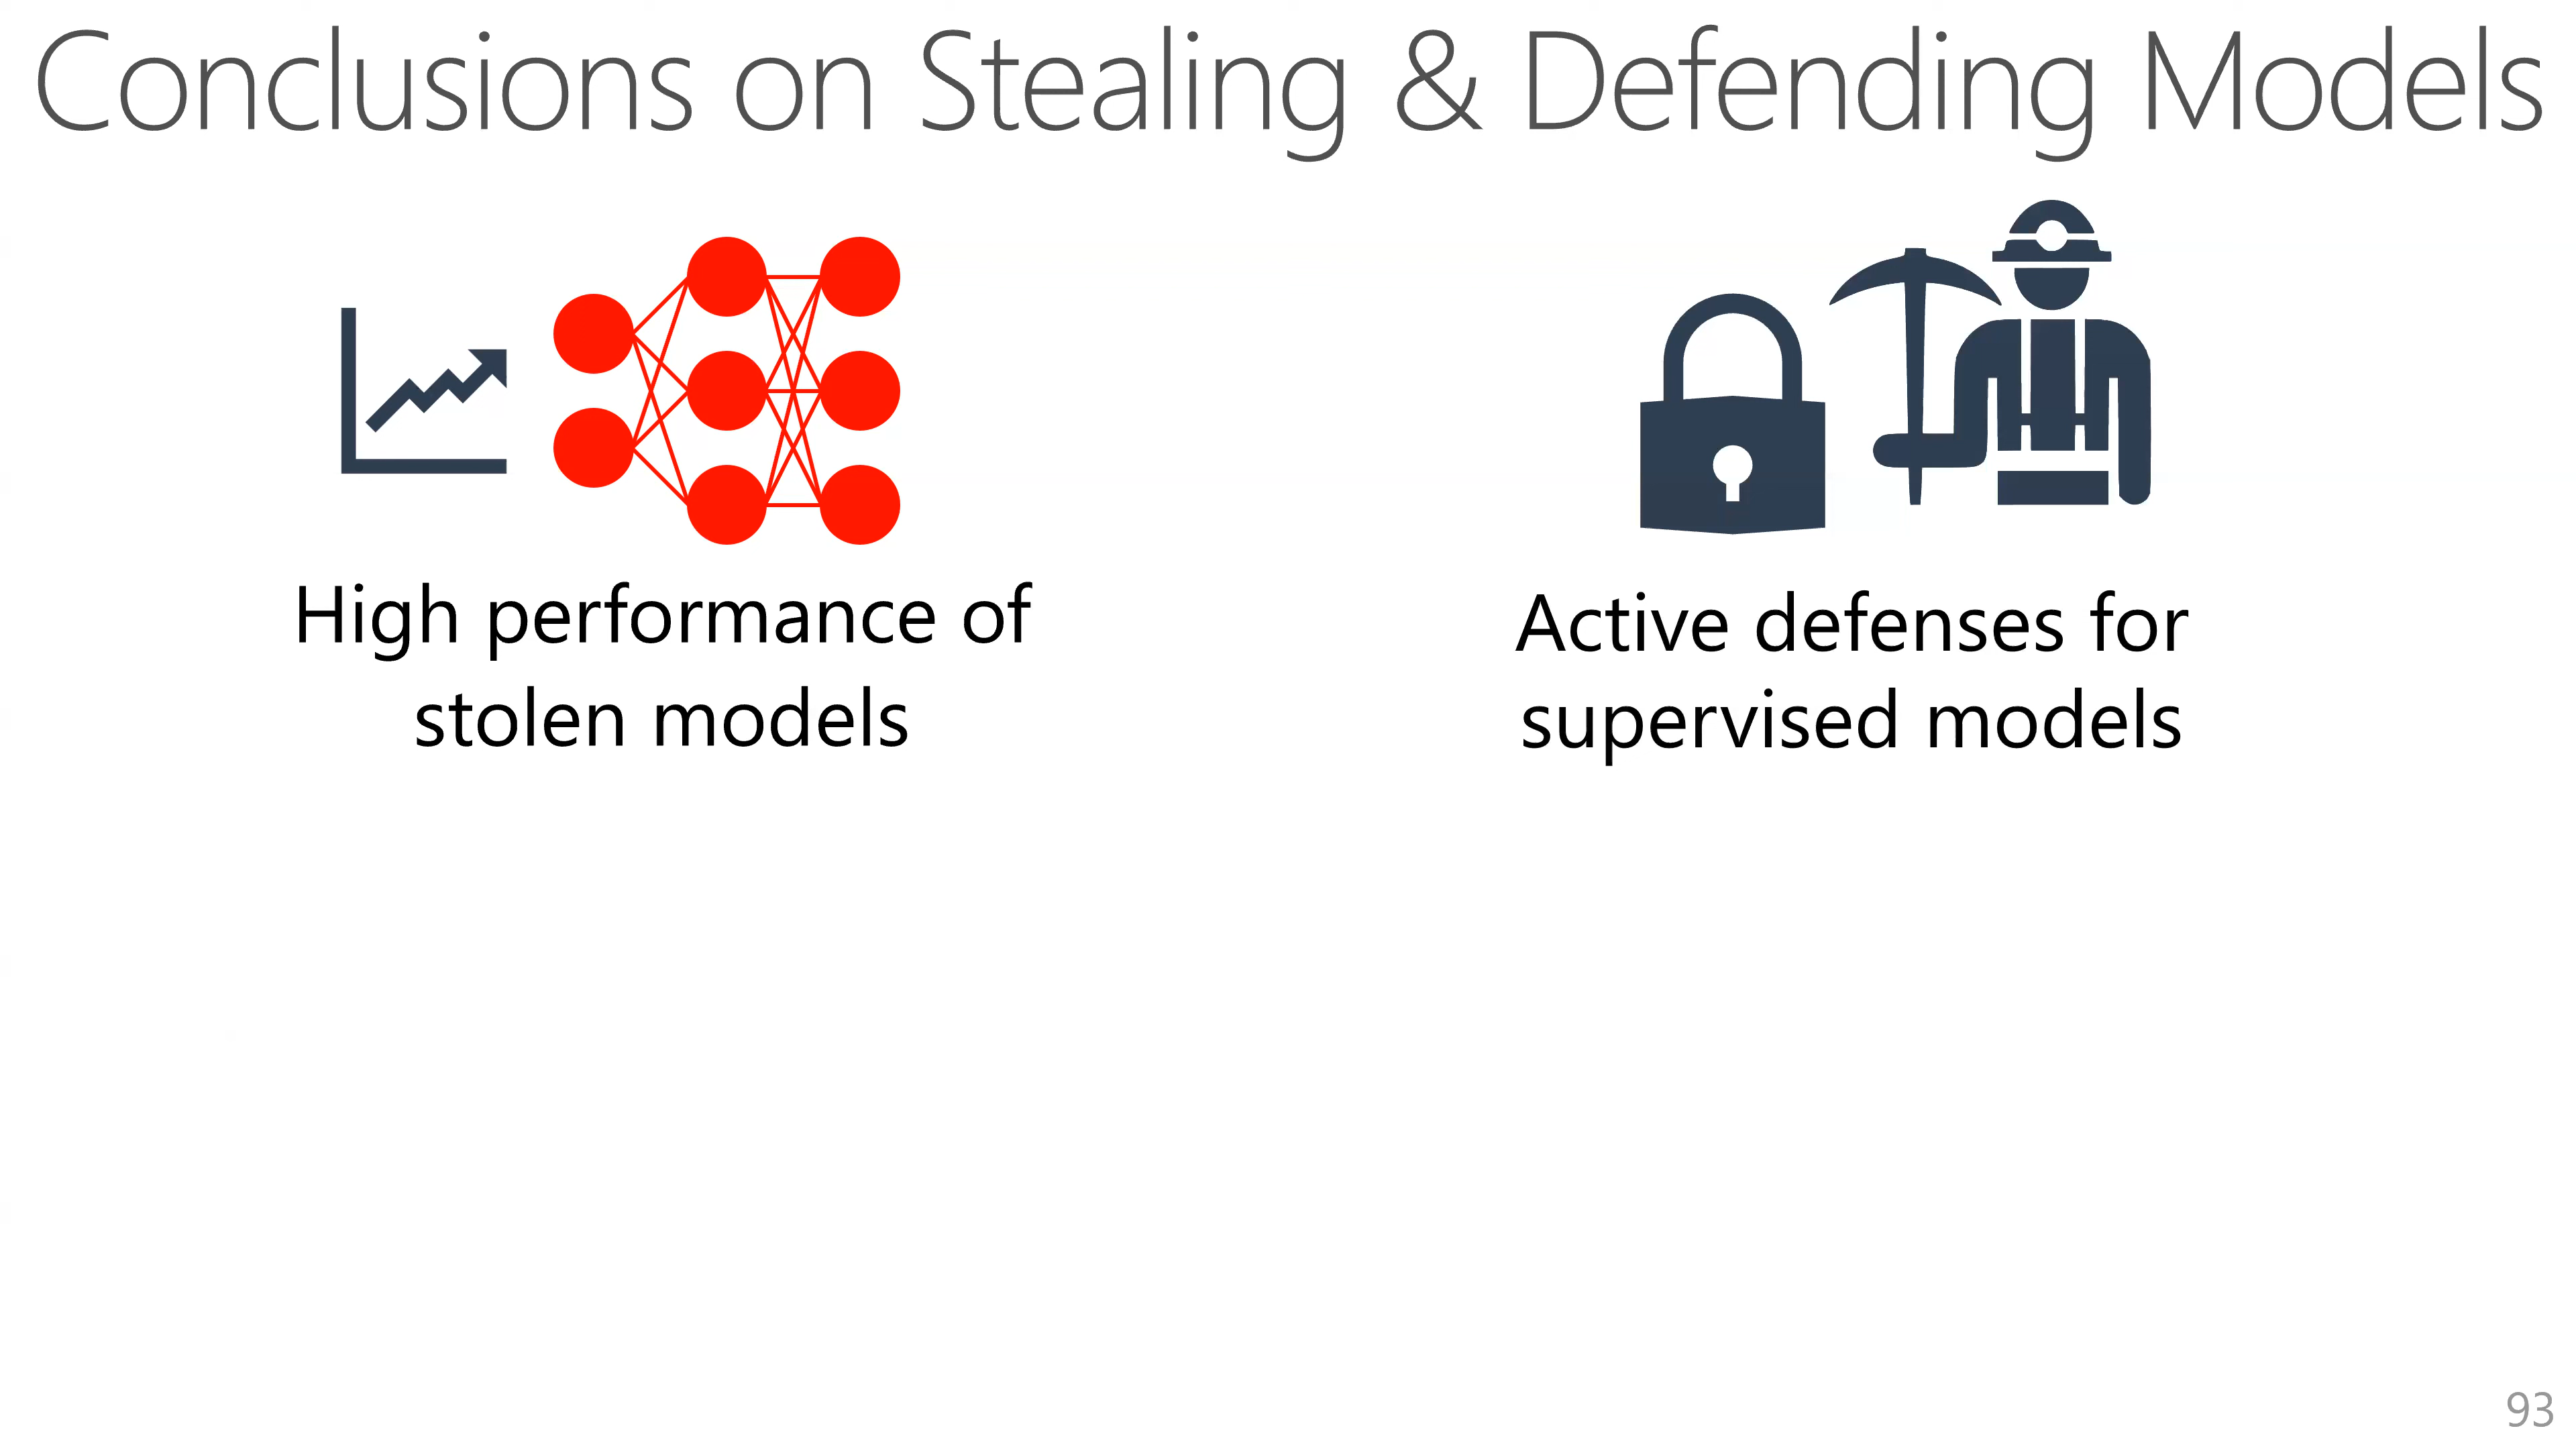 Conclusions on Stealing & Defending Models
High performance of
stolen models
Active defenses for
supervised models
93